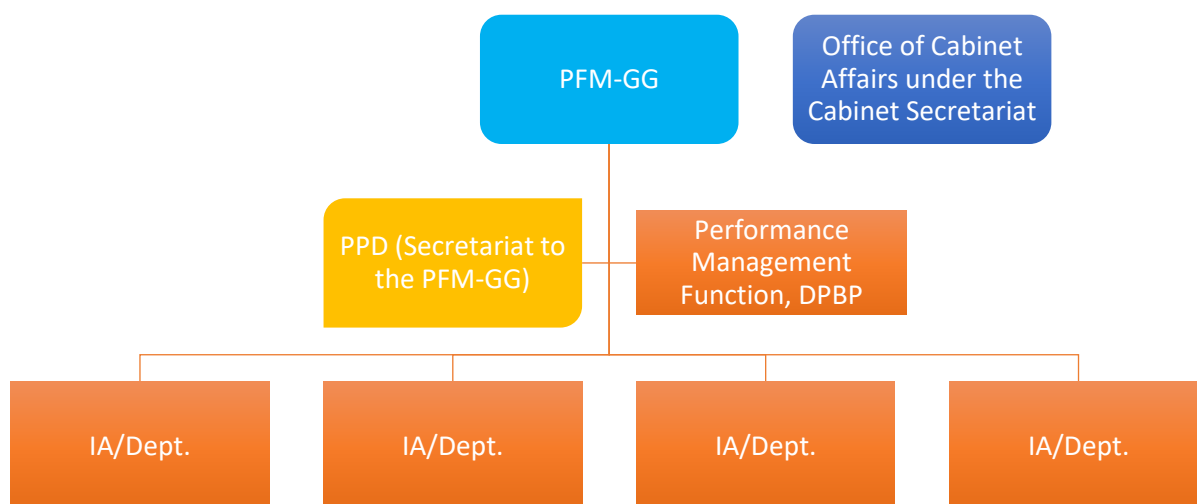 PFM-GG
Office of Cabinet
Affairs under the
Cabinet Secretariat
PPD (Secretariat to
the PFM-GG)
Performance
Management
Function, DPBP
IA/Dept.
IA/Dept.
IA/Dept.
IA/Dept.